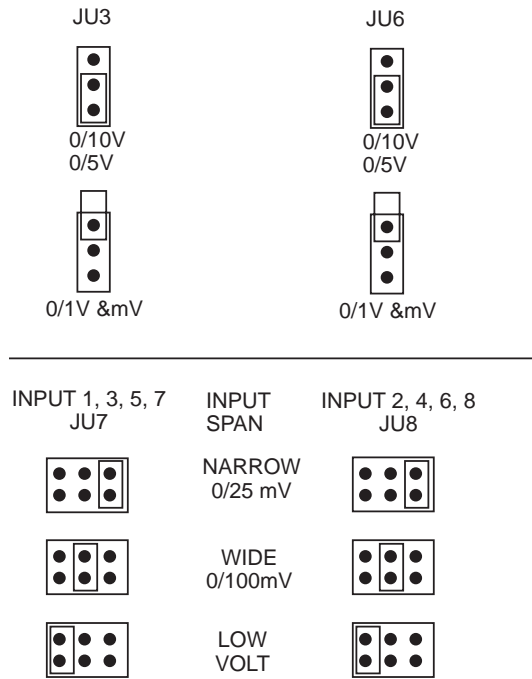 JU3
JU6
0/10V
0/5V
0/10V
0/5V
0/1V &mV
0/1V &mV
INPUT 1, 3, 5, 7
JU7
INPUT
SPAN
INPUT 2, 4, 6, 8
JU8
NARROW
0/25 mV
WIDE
0/100mV
LOW
VOLT